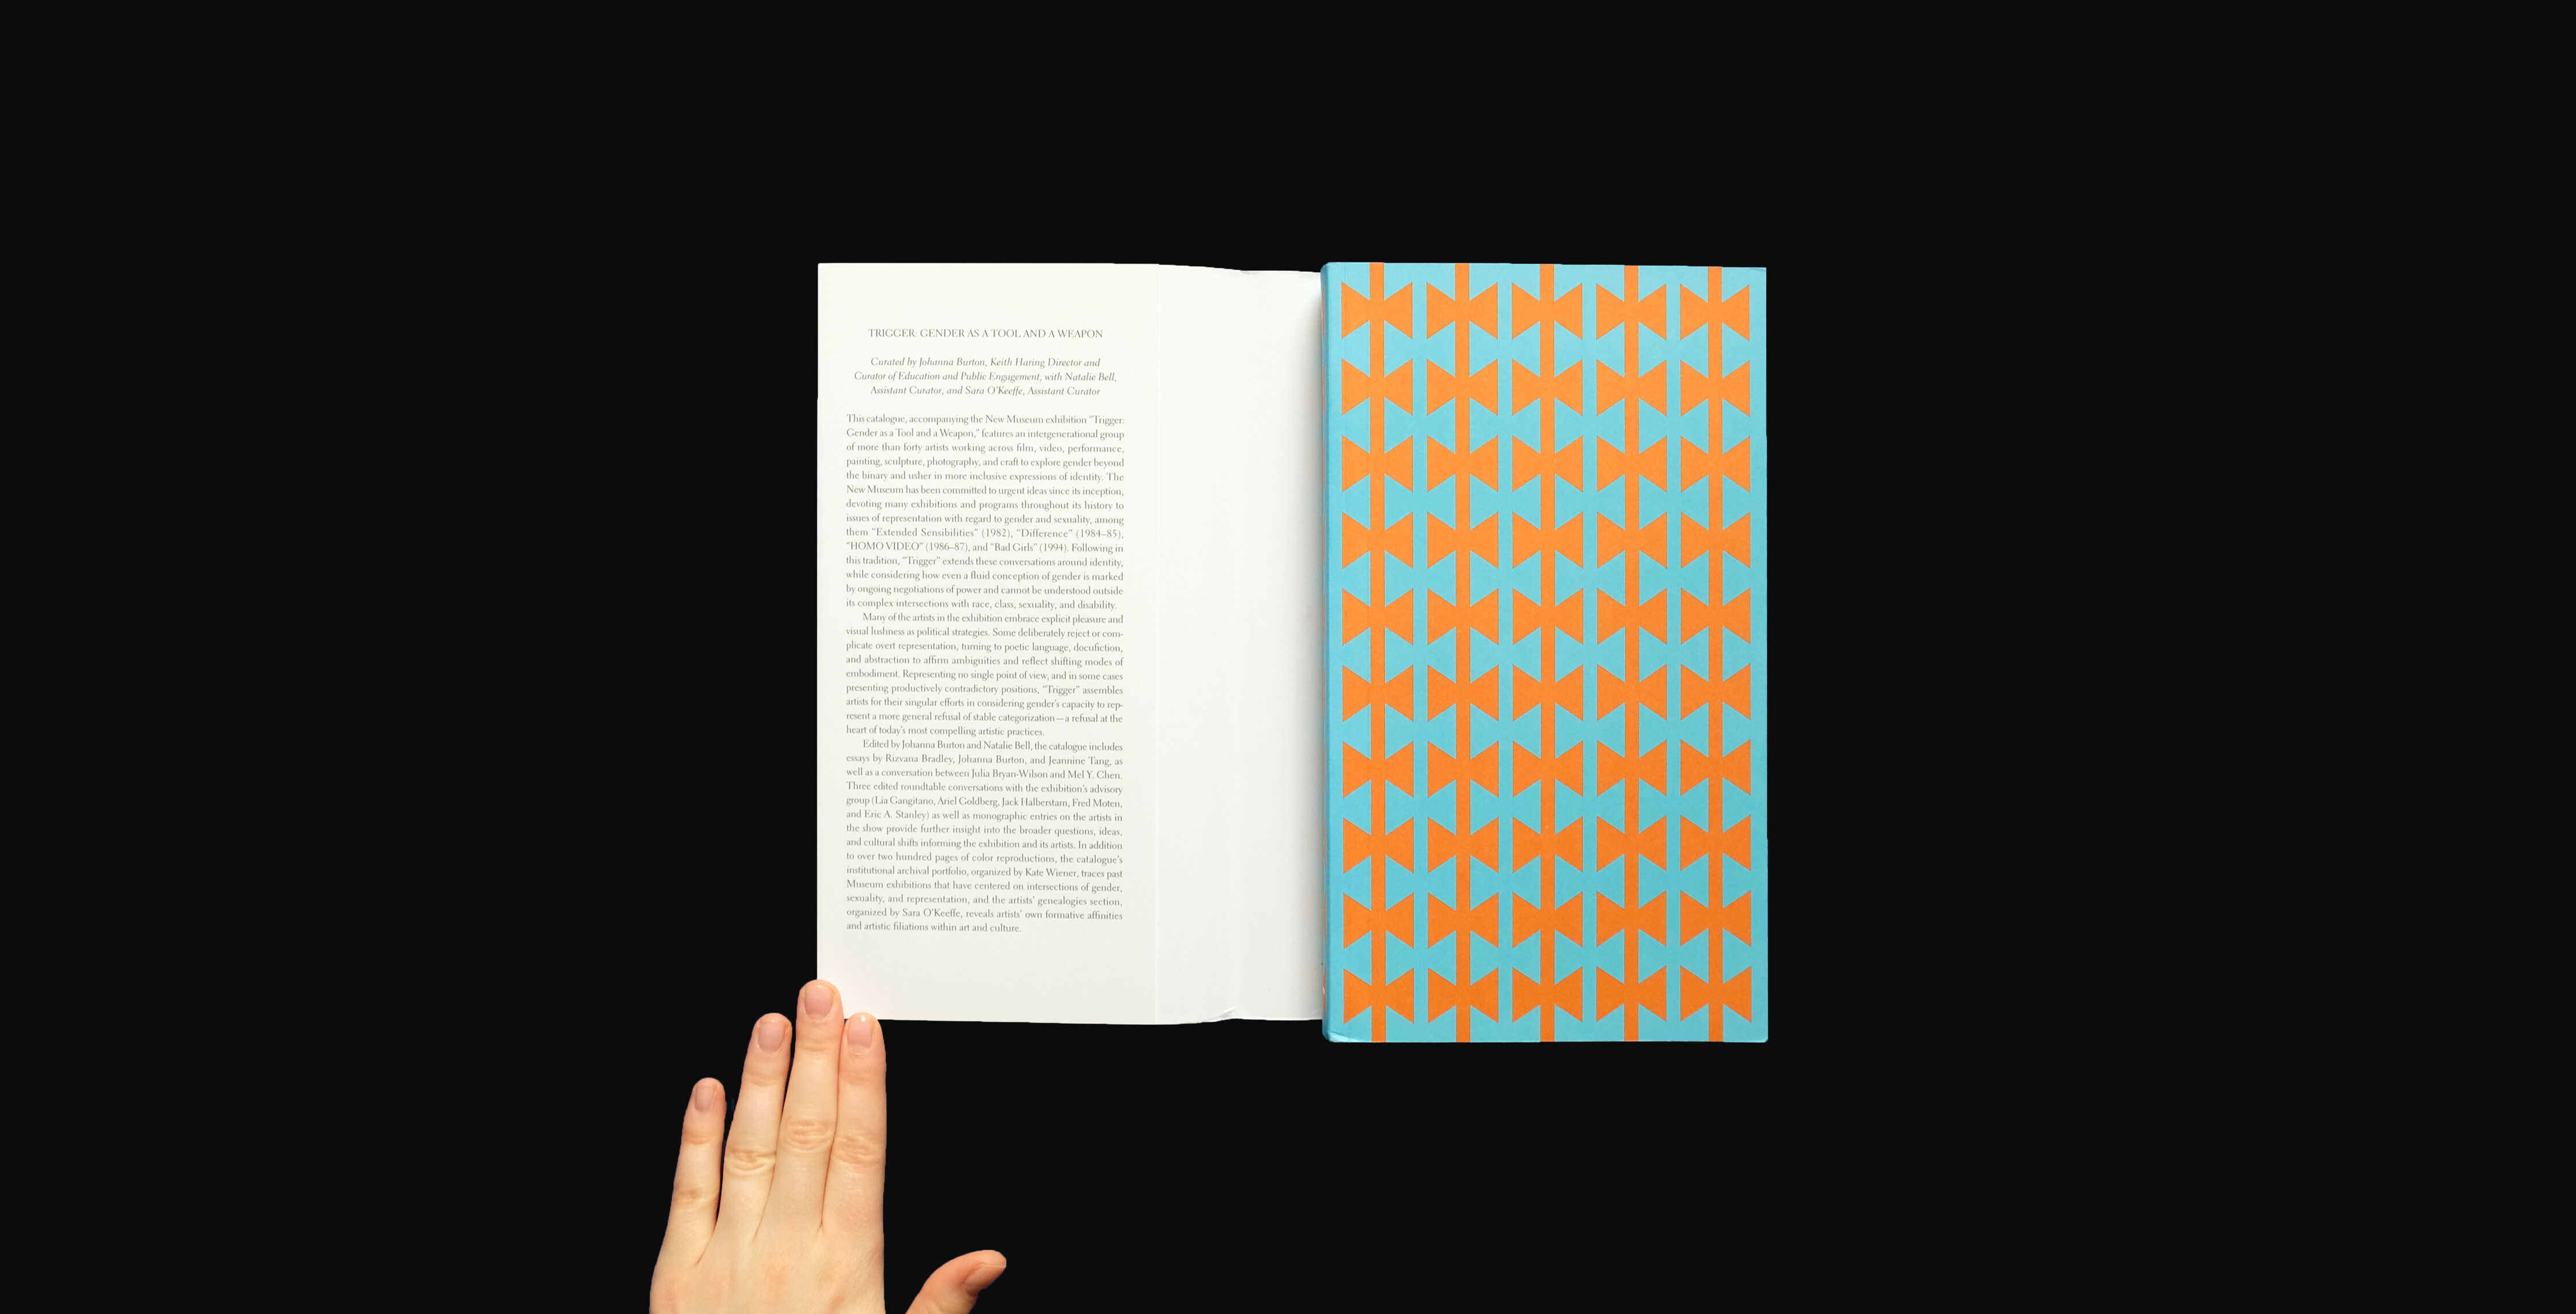 TRIGGER: GENDER AS A TOOL AND A WEAPON
Curated by Johanna Burton, Keith Haring Director and
Curator of Education and Public Engagement, with Natalie Bell,
Assistant Curator, and Sara O'Keeffe, Assistant Curator
This catalogue, accompanying the New Museum exhibition “Trigger:
Gender as a Tool and a Weapon,” features an intergenerational group
of more than forty artists working across film, video, performance,
painting, sculpture, photography, and craft to explore gender beyond
the binary and usher in more inclusive expressions of identity. The
New Museum has been committed to urgent ideas since its inception,
devoting many exhibitions and programs throughout its history to
issues of representation with regard to gender and sexuality, among
them “Extended Sensibilities” (1982), “Difference” (1984–85),
“HOMO VIDEO” (1986–87), and “Bad Girls” (1994). Following in
this tradition, “Trigger” extends these conversations around identity,
while considering how even a fluid conception of gender is marked
by ongoing negotiations of power and cannot be understood outside
its complex intersections with race, class, sexuality, and disability.
Many of the artists in the exhibition embrace explicit pleasure and
visual lushness as political strategies. Some deliberately reject or com-
plicate overt representation, turning to poetic language, docufiction,
and abstraction to affirm ambiguities and reflect shifting modes of
embodiment. Representing no single point of view, and in some cases
presenting productively contradictory positions, “Trigger” assembles
artists for their singular efforts in considering gender's capacity to rep-
resent a more general refusal of stable categorization—a refusal at the
heart of today's most compelling artistic practices.
Edited by Johanna Burton and Natalie Bell, the catalogue includes
essays by Rizvana Bradley, Johanna Burton, and Jeannine Tang, as
well as a conversation between Julia Bryan-Wilson and Mel Y. Chen.
Three edited roundtable conversations with the exhibition's advisory
group (Lia Gangitano, Ariel Goldberg, Jack Halberstam, Fred Moten,
and Eric A. Stanley) as well as monographic entries on the artists in
the show provide further insight into the broader questions, ideas,
and cultural shifts informing the exhibition and its artists. In addition
to over two hundred pages of color reproductions, the catalogue's
institutional archival portfolio, organized by Kate Wiener, traces past
Museum exhibitions that have centered on intersections of gender,
sexuality, and representation, and the artists' genealogies section,
organized by Sara O'Keeffe, reveals artists' own formative affinities
and artistic filiations within art and culture.